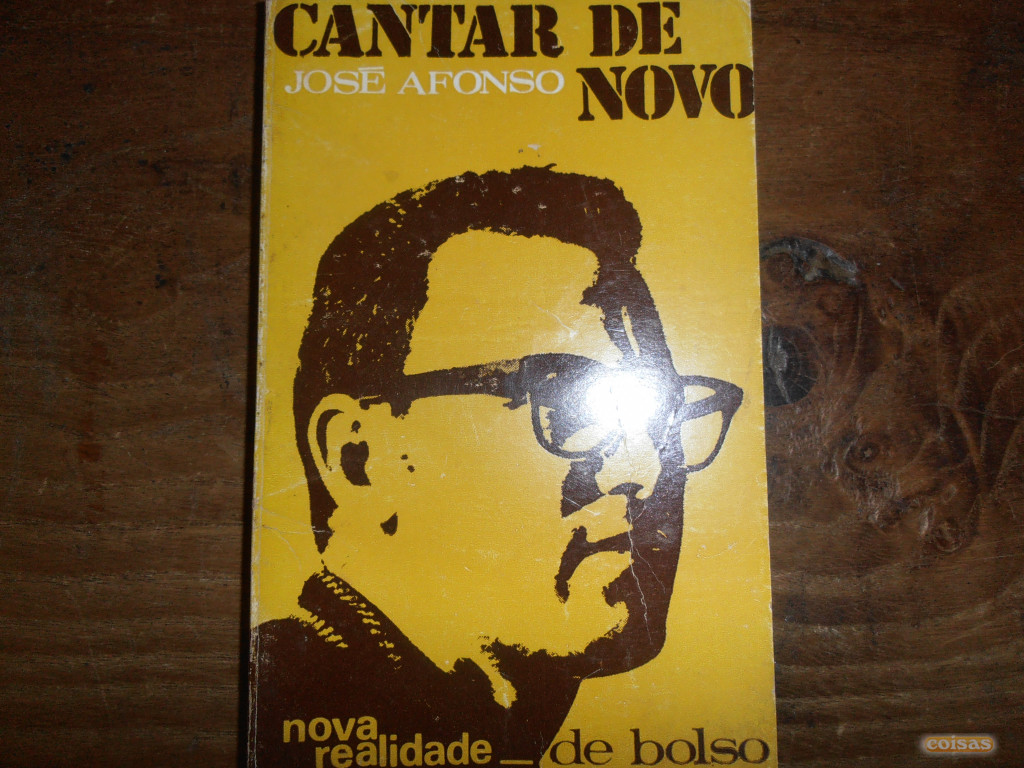 CANTAR DE
JOSÉ AFONSO NOVO
nova
realidade — de bolso
coisas